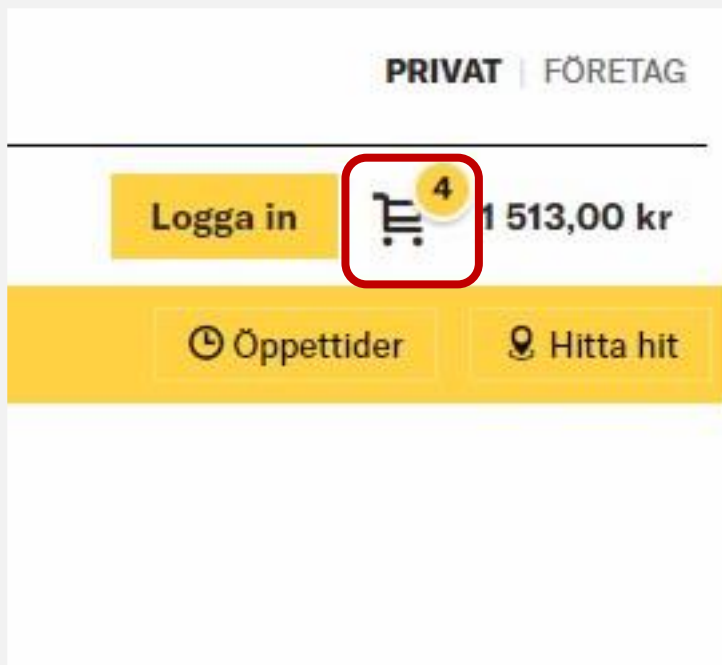 PRIVAT | FÖRETAG
Logga in
4
1 513,00 kr
Öppettider
Hitta hit